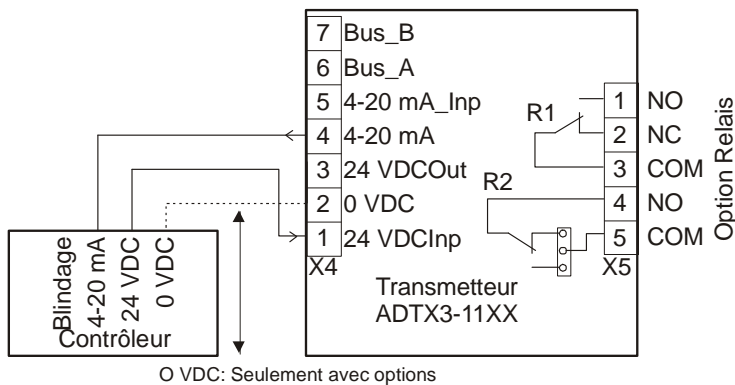 7 Bus_B
6 Bus_A
5 4-20 mA_Inp
4 4-20 mA
3 24 VDCOut
2 0 VDC
1 24 VDCInp
X4
R1
R2
1 NO
2 NC
3 COM
4 NO
5 COM
X5
Option Relais
Transmetteur
ADTX3-11XX
Blindage
4-20 mA
24 VDC
0 VDC
Contrôleur
O VDC: Seulement avec options